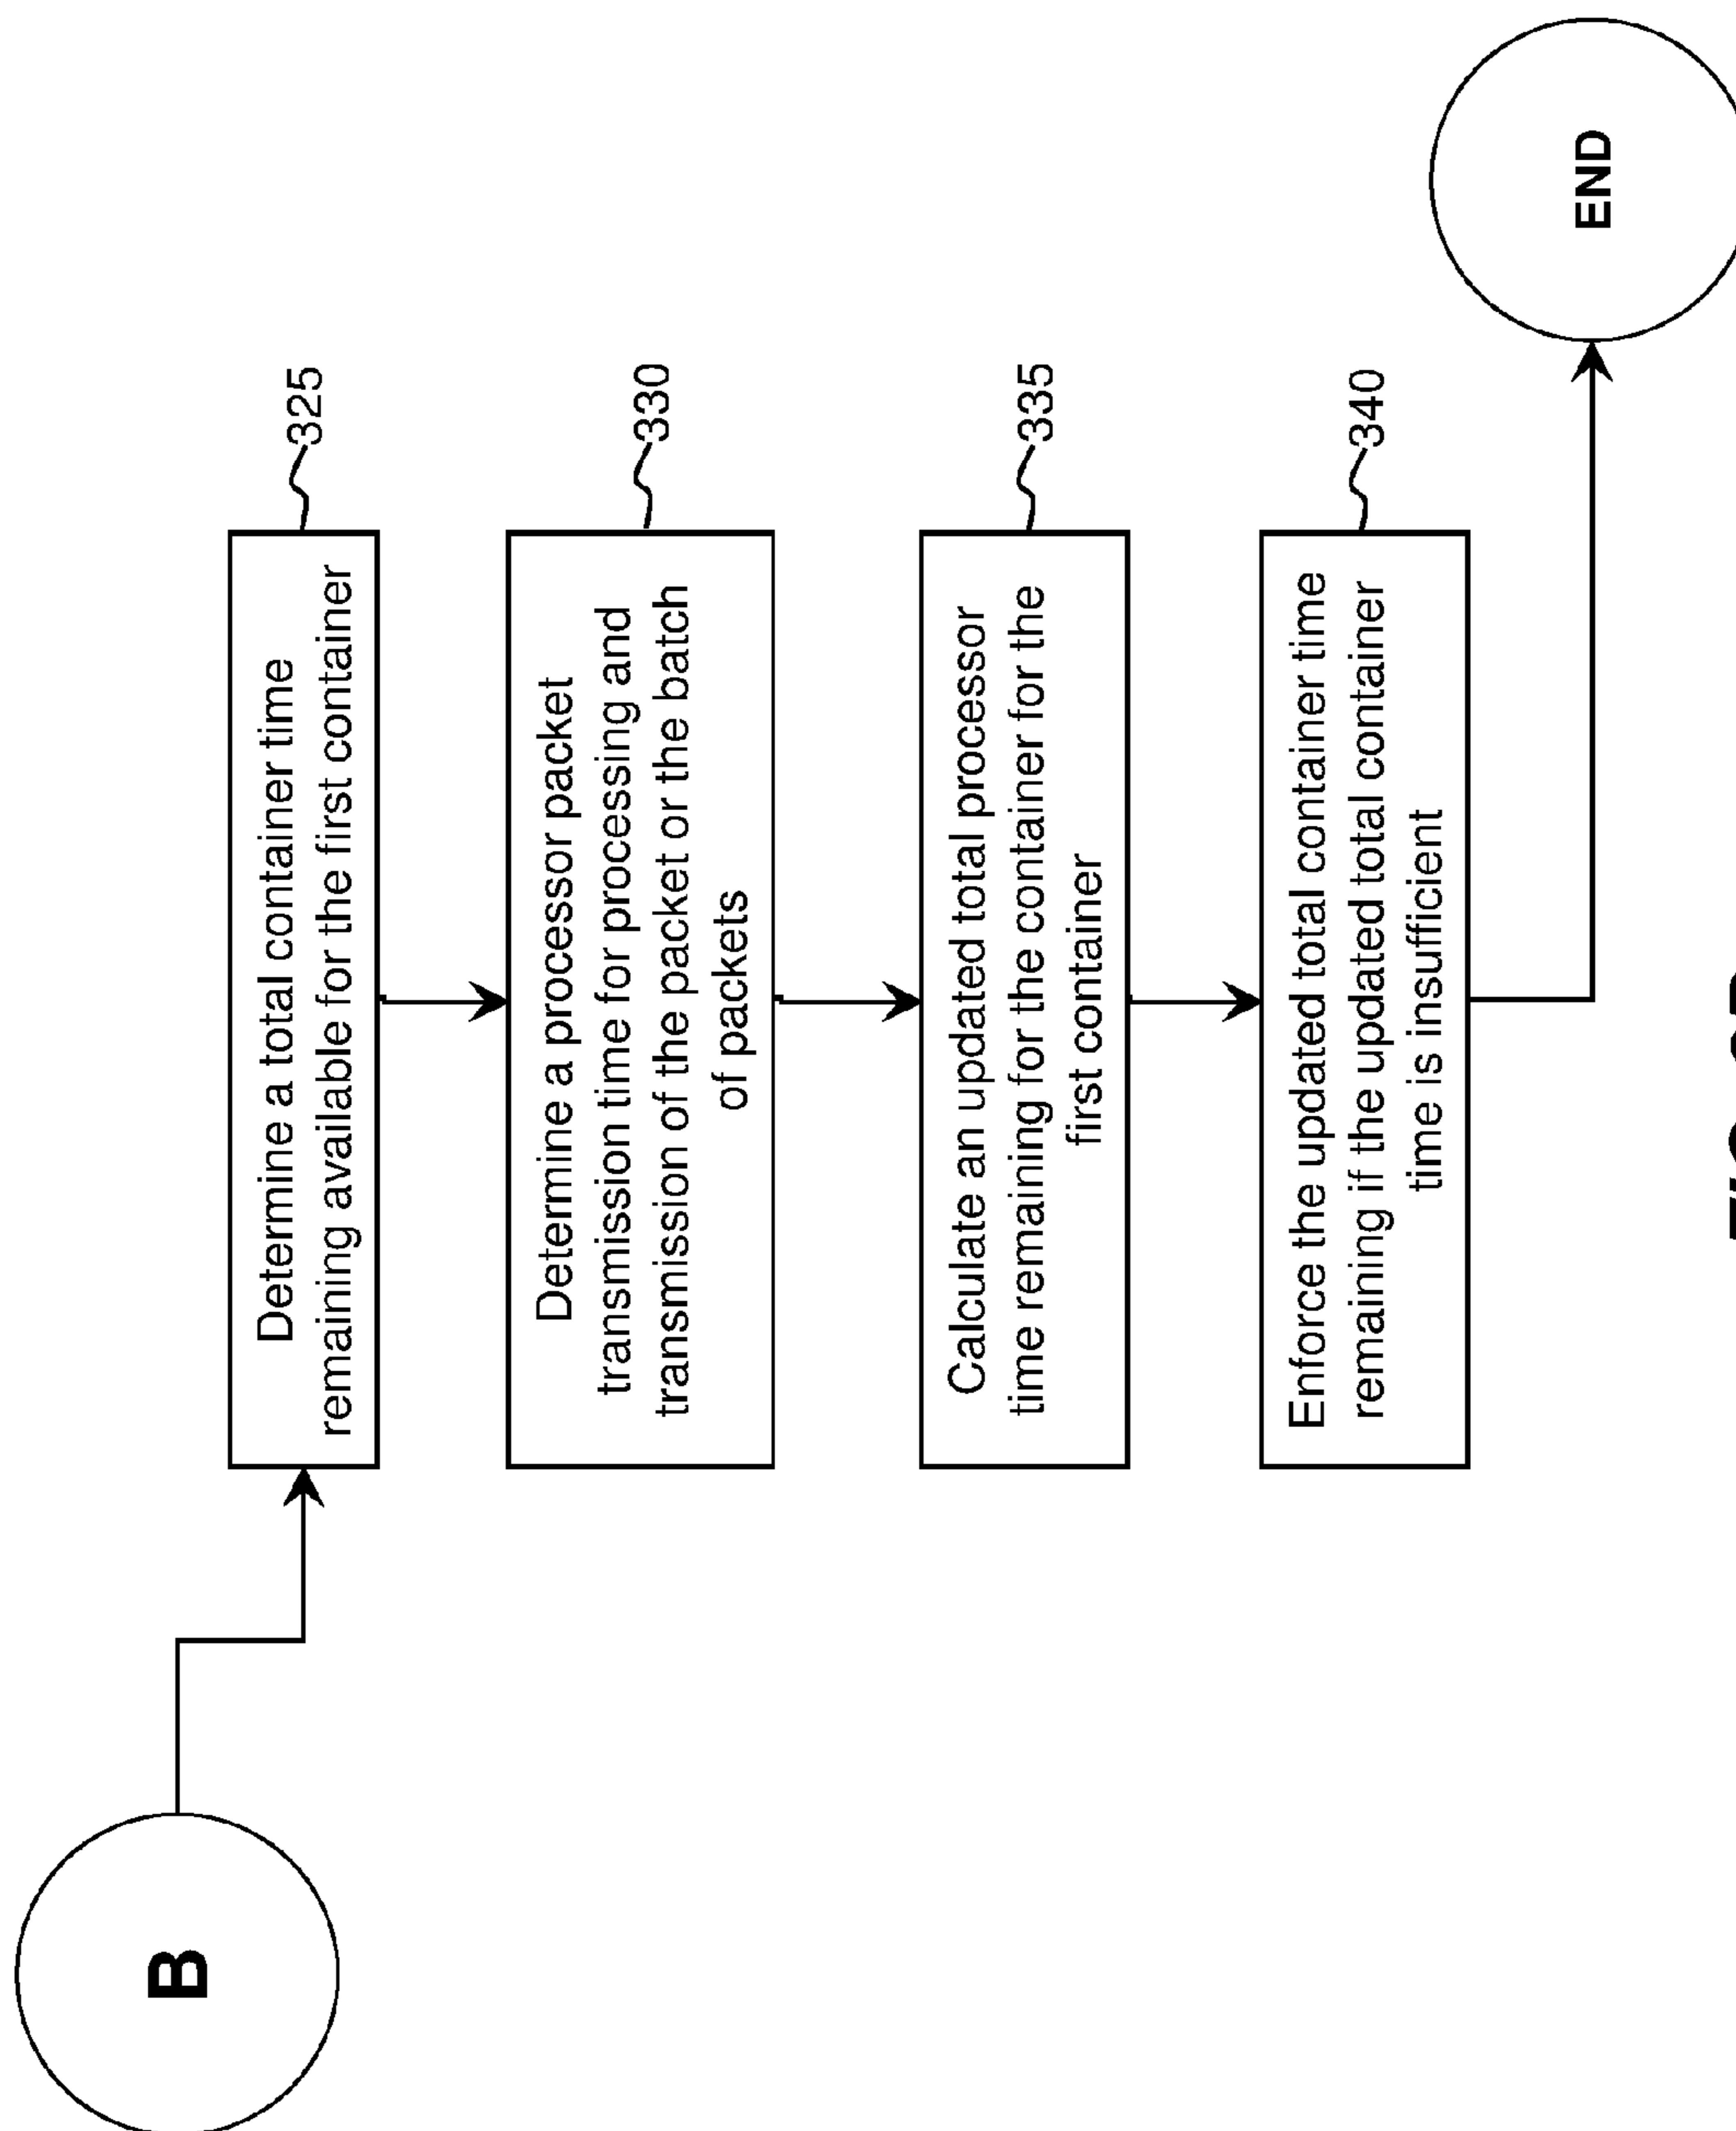 B
Determine a total container time
remaining available for the first container
325
Determine a processor packet
transmission time for processing and
transmission of the packet or the batch
of packets
330
Calculate an updated total processor
time remaining for the container for the
first container
335
Enforce the updated total container time
remaining if the updated total container
time is insufficient
340
END